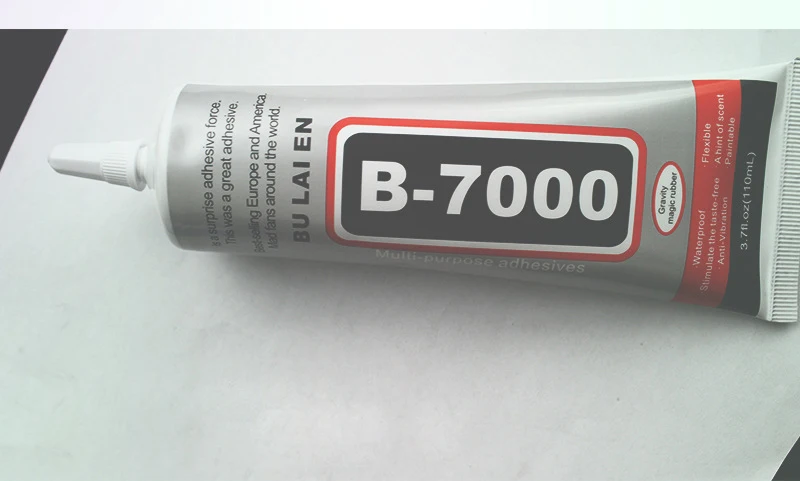 is a surprise adhesive force.
This was a great adhesive.
Best-selling Europe and America.
Mad fans around the world.
BU LAI EN
B-7000
Multi-purpose adhesives
Gravity
magic rubber
·Waterproof ·Flexible
Stimulate the taste-free A hint of scent
·Anti-Vibration ·Paintable
3.7fl.oz(110mL)